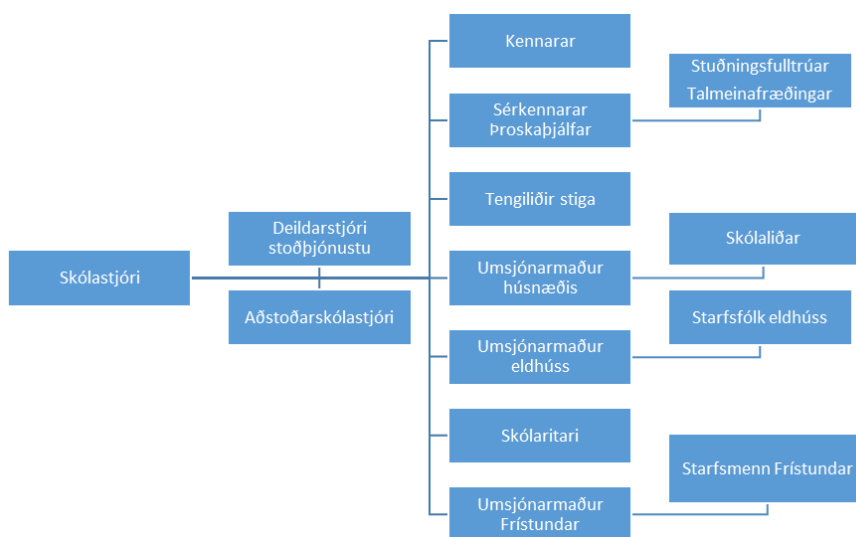 Skólastjóri
Deildarstjóri
stoðþjónustu
Aðstoðarskólastjóri
Kennarar
Sérkennarar
Þroskaþjálfar
Stuðningsfulltrúar
Talmeinafræðingar
Tengiliðir stiga
Umsjónarmaður
húsnæðis
Skólaliðar
Umsjónarmaður
eldhúss
Starfsfólk eldhúss
Skólaritari
Umsjónarmaður
Frístundar
Starfsmenn Frístundar